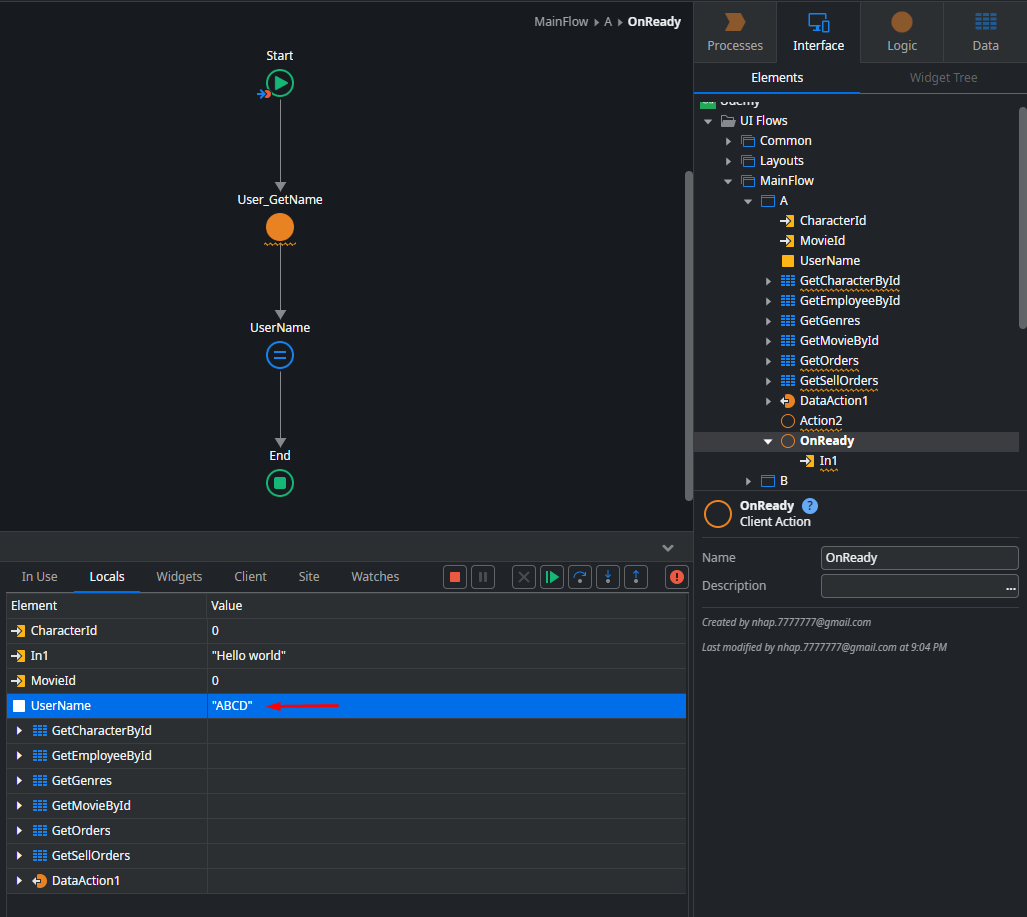 MainFlow A OnReady
Start
User_GetName
UserName
End
Processes Interface Logic Data
Elements Widget Tree
Udemy
UI Flows
Common
Layouts
MainFlow
A
CharacterId
MovieId
UserName
GetCharacterById
GetEmployeeById
GetGenres
GetMovieById
GetOrders
GetSellOrders
DataAction1
Action2
OnReady
In1
B
OnReady ?
Client Action
Name OnReady
Description ...
Created by nhap.7777777@gmail.com
Last modified by nhap.7777777@gmail.com at 9:04 PM
In Use Locals Widgets Client Site Watches
Element Value
CharacterId 0
In1 "Hello world"
MovieId 0
UserName "ABCD"
GetCharacterById
GetEmployeeById
GetGenres
GetMovieById
GetOrders
GetSellOrders
DataAction1